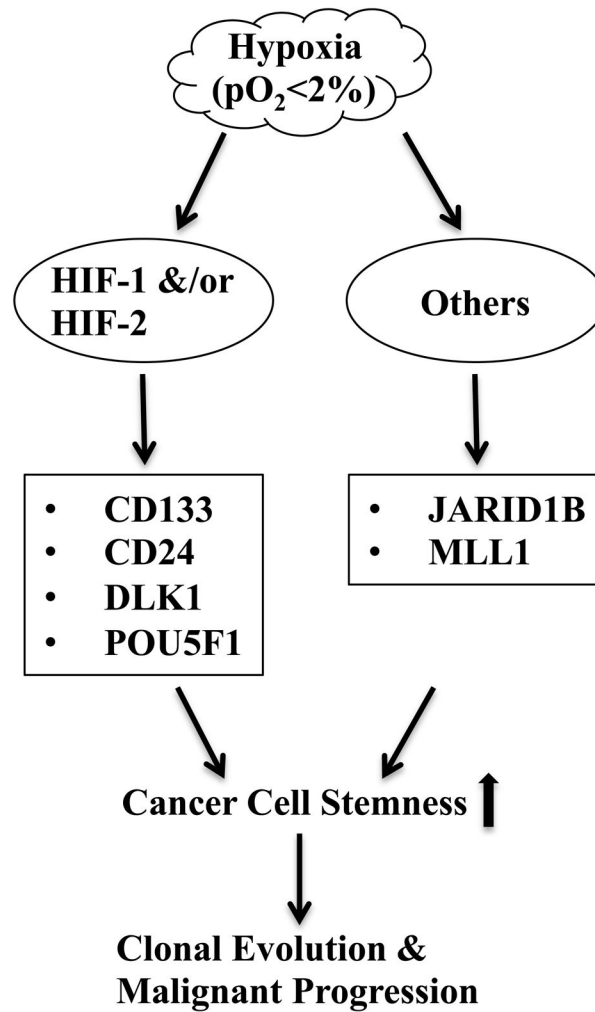 Hypoxia
(pO₂<2%)
HIF-1 &/or
HIF-2
Others
• CD133
• CD24
• DLK1
• POU5F1
• JARID1B
• MLL1
Cancer Cell Stemness
Clonal Evolution &
Malignant Progression